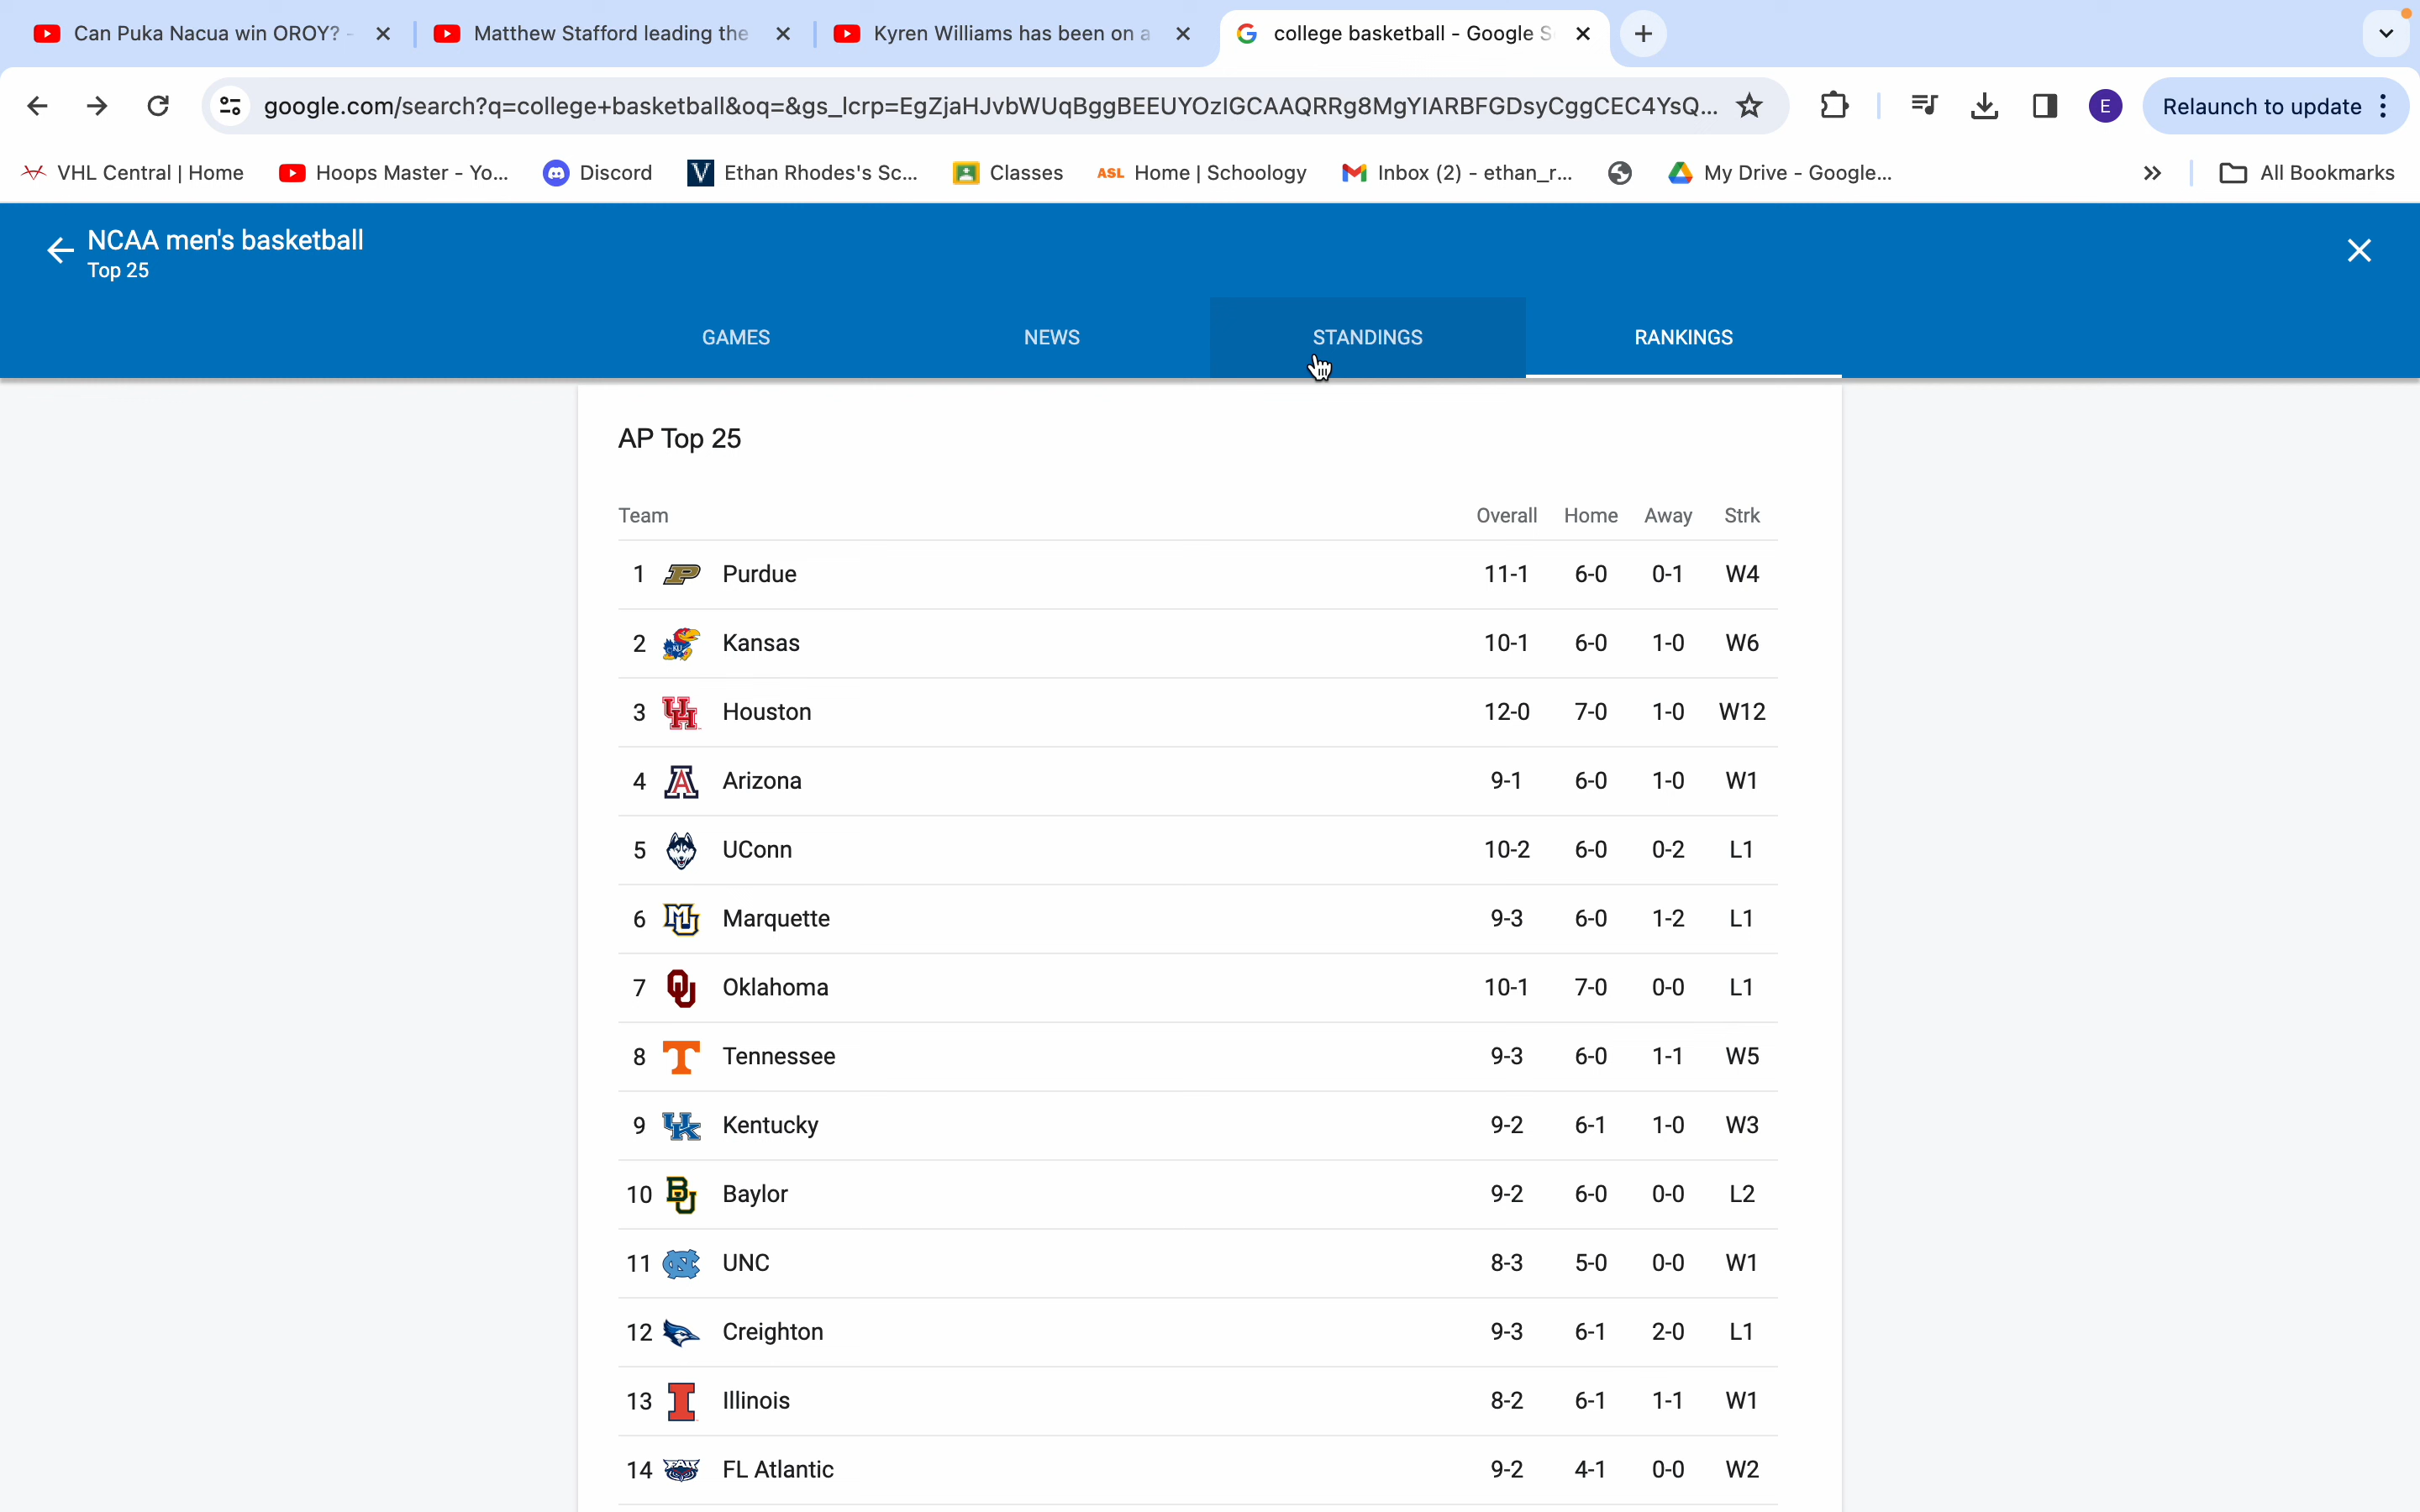 Can Puka Nacua win OROY? -
Matthew Stafford leading the
Kyren Williams has been on a
college basketball - Google S
google.com/search?q=college+basketball&oq=&gs_lcrp=EgZjaHJvbWUqBggBEEUYOzIGCAAQRRg8MgYIARBFGDsyCggCEC4YsQ...
E
Relaunch to update
VHL Central | Home
Hoops Master - Yo...
Discord
V Ethan Rhodes's Sc...
Classes
ASL Home | Schoology
Inbox (2) - ethan_r...
My Drive - Google...
All Bookmarks
NCAA men's basketball
Top 25
GAMES NEWS STANDINGS RANKINGS
AP Top 25
Team Overall Home Away Strk
1 Purdue 11-1 6-0 0-1 W4
2 Kansas 10-1 6-0 1-0 W6
3 Houston 12-0 7-0 1-0 W12
4 Arizona 9-1 6-0 1-0 W1
5 UConn 10-2 6-0 0-2 L1
6 Marquette 9-3 6-0 1-2 L1
7 Oklahoma 10-1 7-0 0-0 L1
8 Tennessee 9-3 6-0 1-1 W5
9 Kentucky 9-2 6-1 1-0 W3
10 Baylor 9-2 6-0 0-0 L2
11 UNC 8-3 5-0 0-0 W1
12 Creighton 9-3 6-1 2-0 L1
13 Illinois 8-2 6-1 1-1 W1
14 FL Atlantic 9-2 4-1 0-0 W2